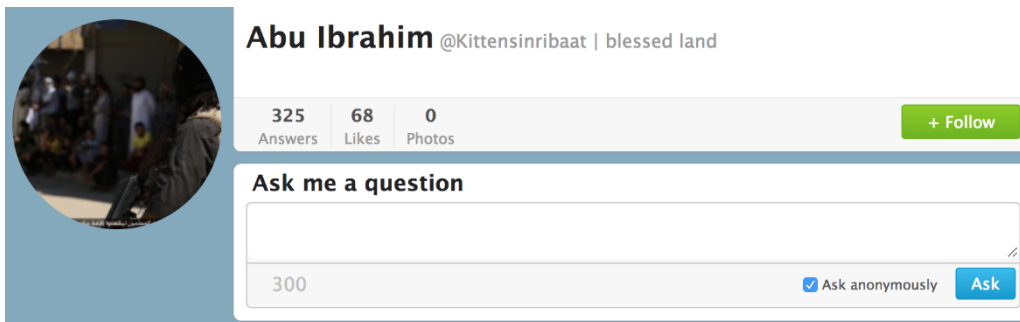 Abu Ibrahim @Kittensinribaat | blessed land
325 68 0
Answers Likes Photos
+ Follow
Ask me a question
300
Ask anonymously
Ask